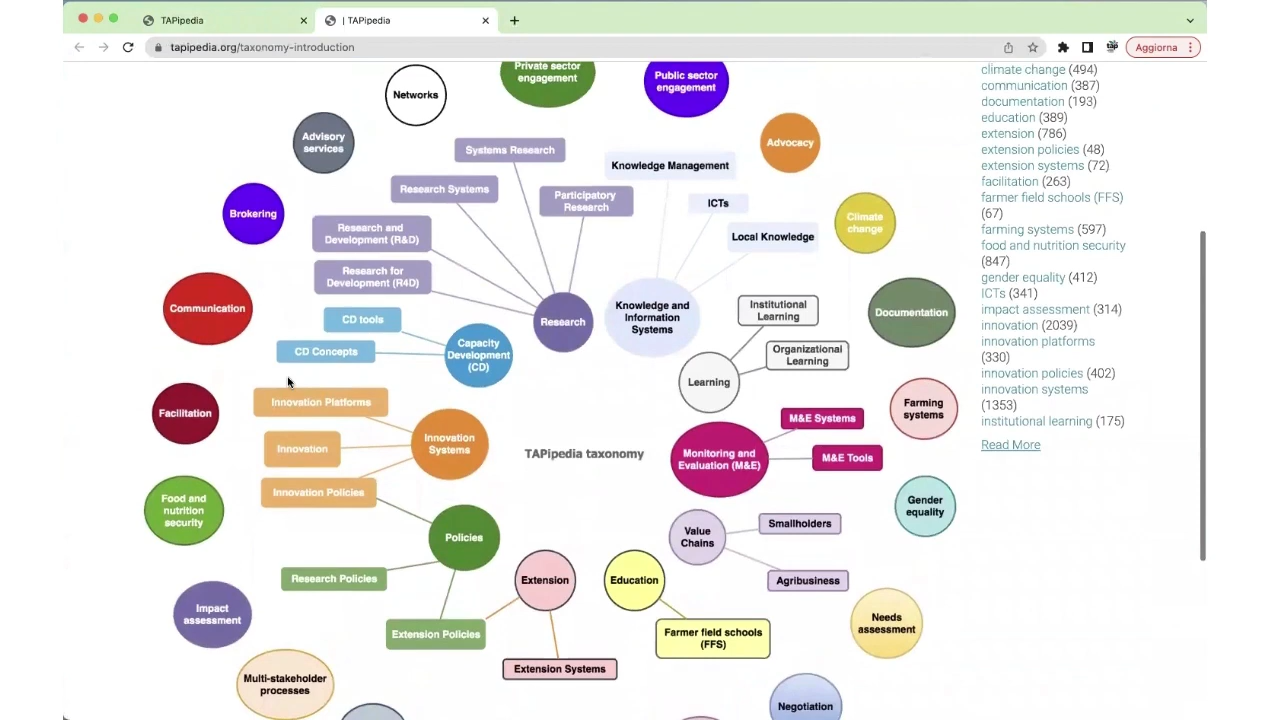 TAPipedia
| TAPipedia
tapipedia.org/taxonomy-introduction
Aggiorna
Private sector
engagement
Public sector
engagement
Networks
Advisory
services
Systems Research
Knowledge Management
Advocacy
Research Systems
Participatory
Research
ICTs
Brokering
Research and
Development (R&D)
Local Knowledge
Climate
change
Research for
Development (R4D)
Communication
CD tools
Research
Knowledge and
Information
Systems
Institutional
Learning
Documentation
CD Concepts
Capacity
Development
(CD)
Organizational
Learning
Learning
Facilitation
Innovation Platforms
Farming
systems
Innovation
Innovation
Systems
TAPipedia taxonomy
Monitoring and
Evaluation (M&E)
M&E Systems
M&E Tools
Innovation Policies
Food and
nutrition
security
Gender
equality
Policies
Value
Chains
Smallholders
Research Policies
Extension
Education
Agribusiness
Impact
assessment
Extension Policies
Farmer field schools
(FFS)
Needs
assessment
Extension Systems
Multi-stakeholder
processes
Negotiation
climate change (494)
communication (387)
documentation (193)
education (389)
extension (786)
extension policies (48)
extension systems (72)
facilitation (263)
farmer field schools (FFS)
(67)
farming systems (597)
food and nutrition security
(847)
gender equality (412)
ICTs (341)
impact assessment (314)
innovation (2039)
innovation platforms
(330)
innovation policies (402)
innovation systems
(1353)
institutional learning (175)
Read More